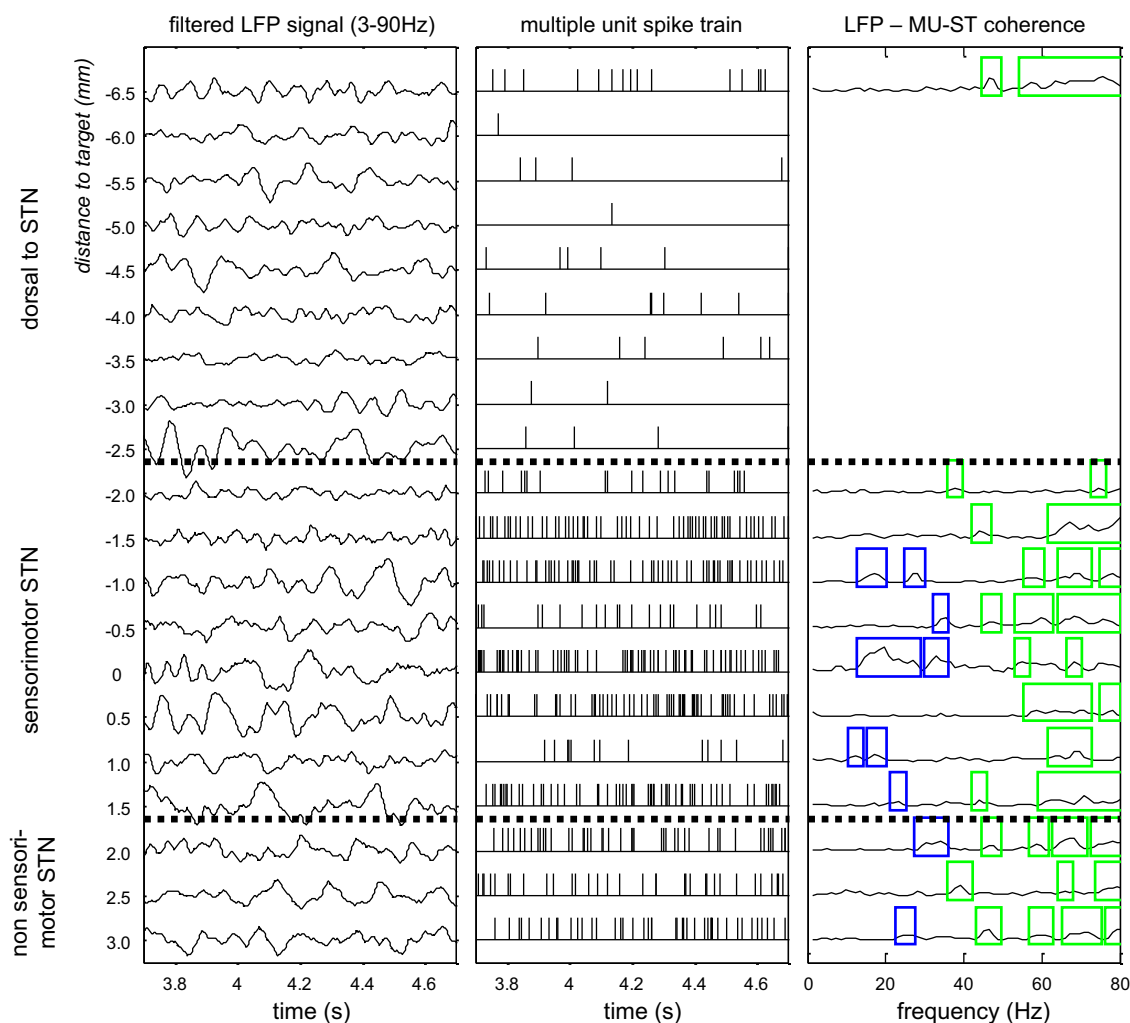 filtered LFP signal (3-90Hz)
multiple unit spike train
LFP – MU-ST coherence
distance to target (mm)
dorsal to STN
sensorimotor STN
non sensori-
motor STN
-6.5
-6.0
-5.5
-5.0
-4.5
-4.0
-3.5
-3.0
-2.5
-2.0
-1.5
-1.0
-0.5
0
0.5
1.0
1.5
2.0
2.5
3.0
3.8 4 4.2 4.4 4.6
3.8 4 4.2 4.4 4.6
0 20 40 60 80
time (s)
time (s)
frequency (Hz)